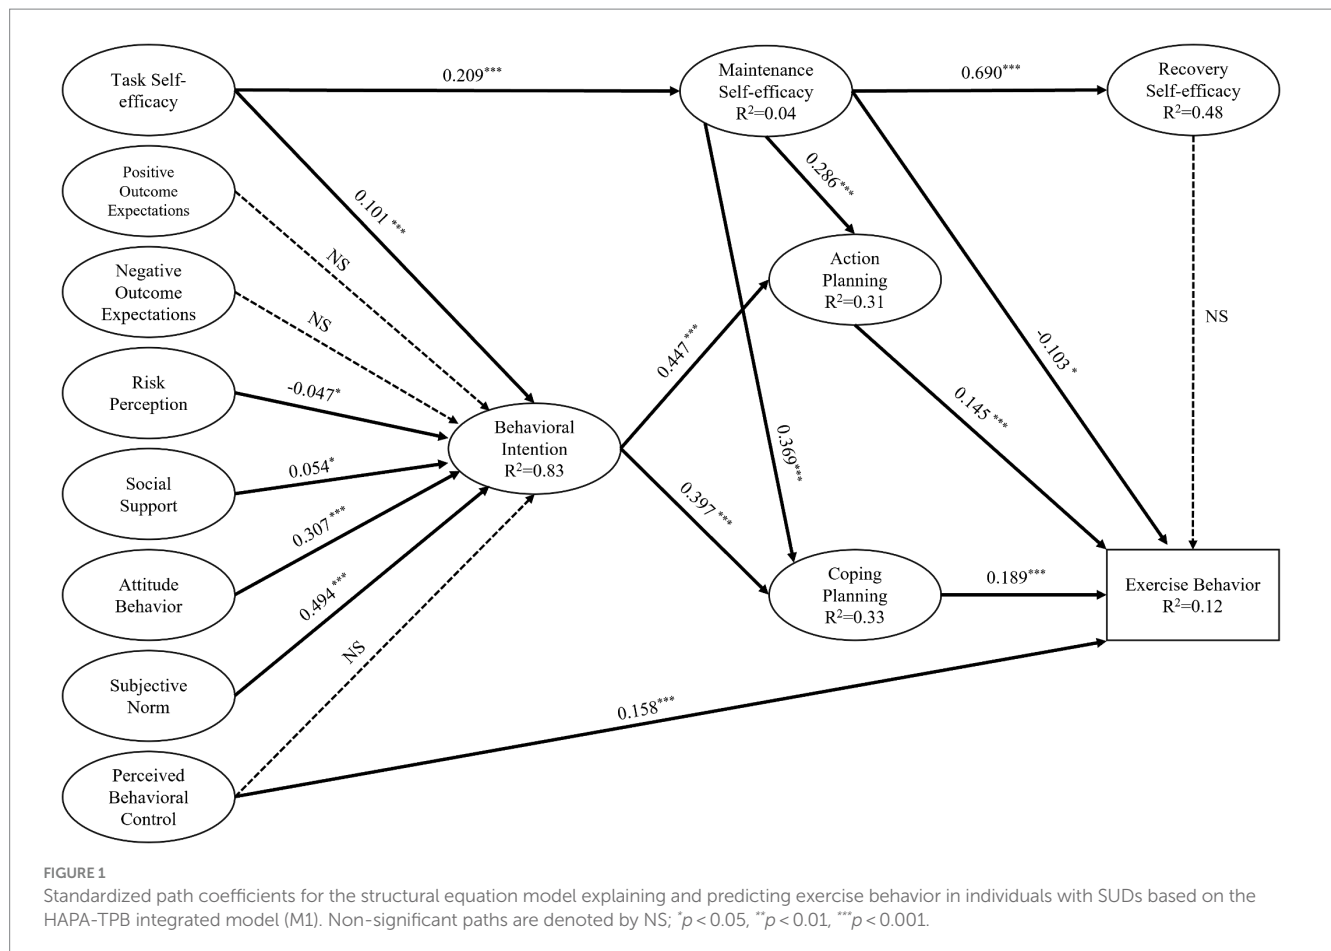 Task Self-
efficacy
0.209***
Maintenance
Self-efficacy
R²=0.04
0.690***
Recovery
Self-efficacy
R²=0.48
Positive
Outcome
Expectations
0.101 ***
0.286 ***
NS
Negative
Outcome
Expectations
NS
Action
Planning
R²=0.31
NS
0.447 ***
-0.103 *
Risk
Perception
-0.047*
0.145 ***
Behavioral
Intention
R²=0.83
0.369***
Social
Support
0.054*
0.397 ***
Attitude
Behavior
0.307 ***
Coping
Planning
R²=0.33
0.189***
Exercise Behavior
R²=0.12
0.494 ***
NS
Subjective
Norm
0.158***
Perceived
Behavioral
Control
FIGURE 1
Standardized path coefficients for the structural equation model explaining and predicting exercise behavior in individuals with SUDs based on the
HAPA-TPB integrated model (M1). Non-significant paths are denoted by NS; *p < 0.05, **p < 0.01, ***p < 0.001.